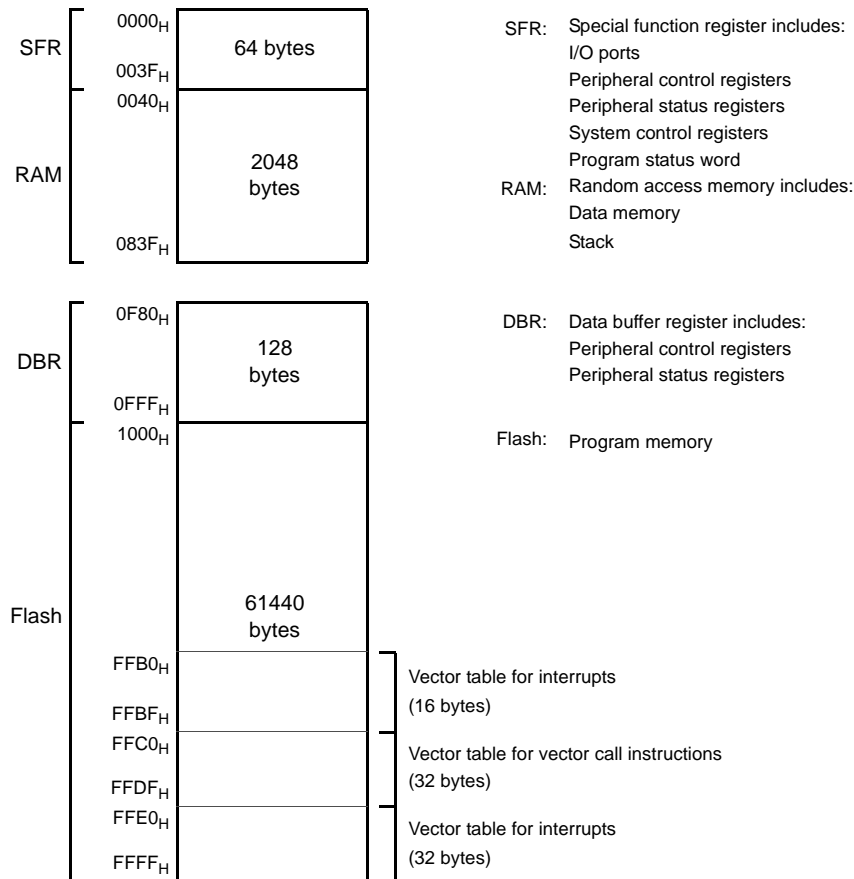 0000H
SFR
64 bytes
003FH
0040H
RAM
2048
bytes
083FH
SFR: Special function register includes:
I/O ports
Peripheral control registers
Peripheral status registers
System control registers
Program status word
RAM: Random access memory includes:
Data memory
Stack
0F80H
DBR
128
bytes
0FFFH
DBR: Data buffer register includes:
Peripheral control registers
Peripheral status registers
1000H
Flash: Program memory
Flash
61440
bytes
FFB0H
FFBFH
Vector table for interrupts
(16 bytes)
FFC0H
FFDFH
Vector table for vector call instructions
(32 bytes)
FFE0H
FFFFH
Vector table for interrupts
(32 bytes)